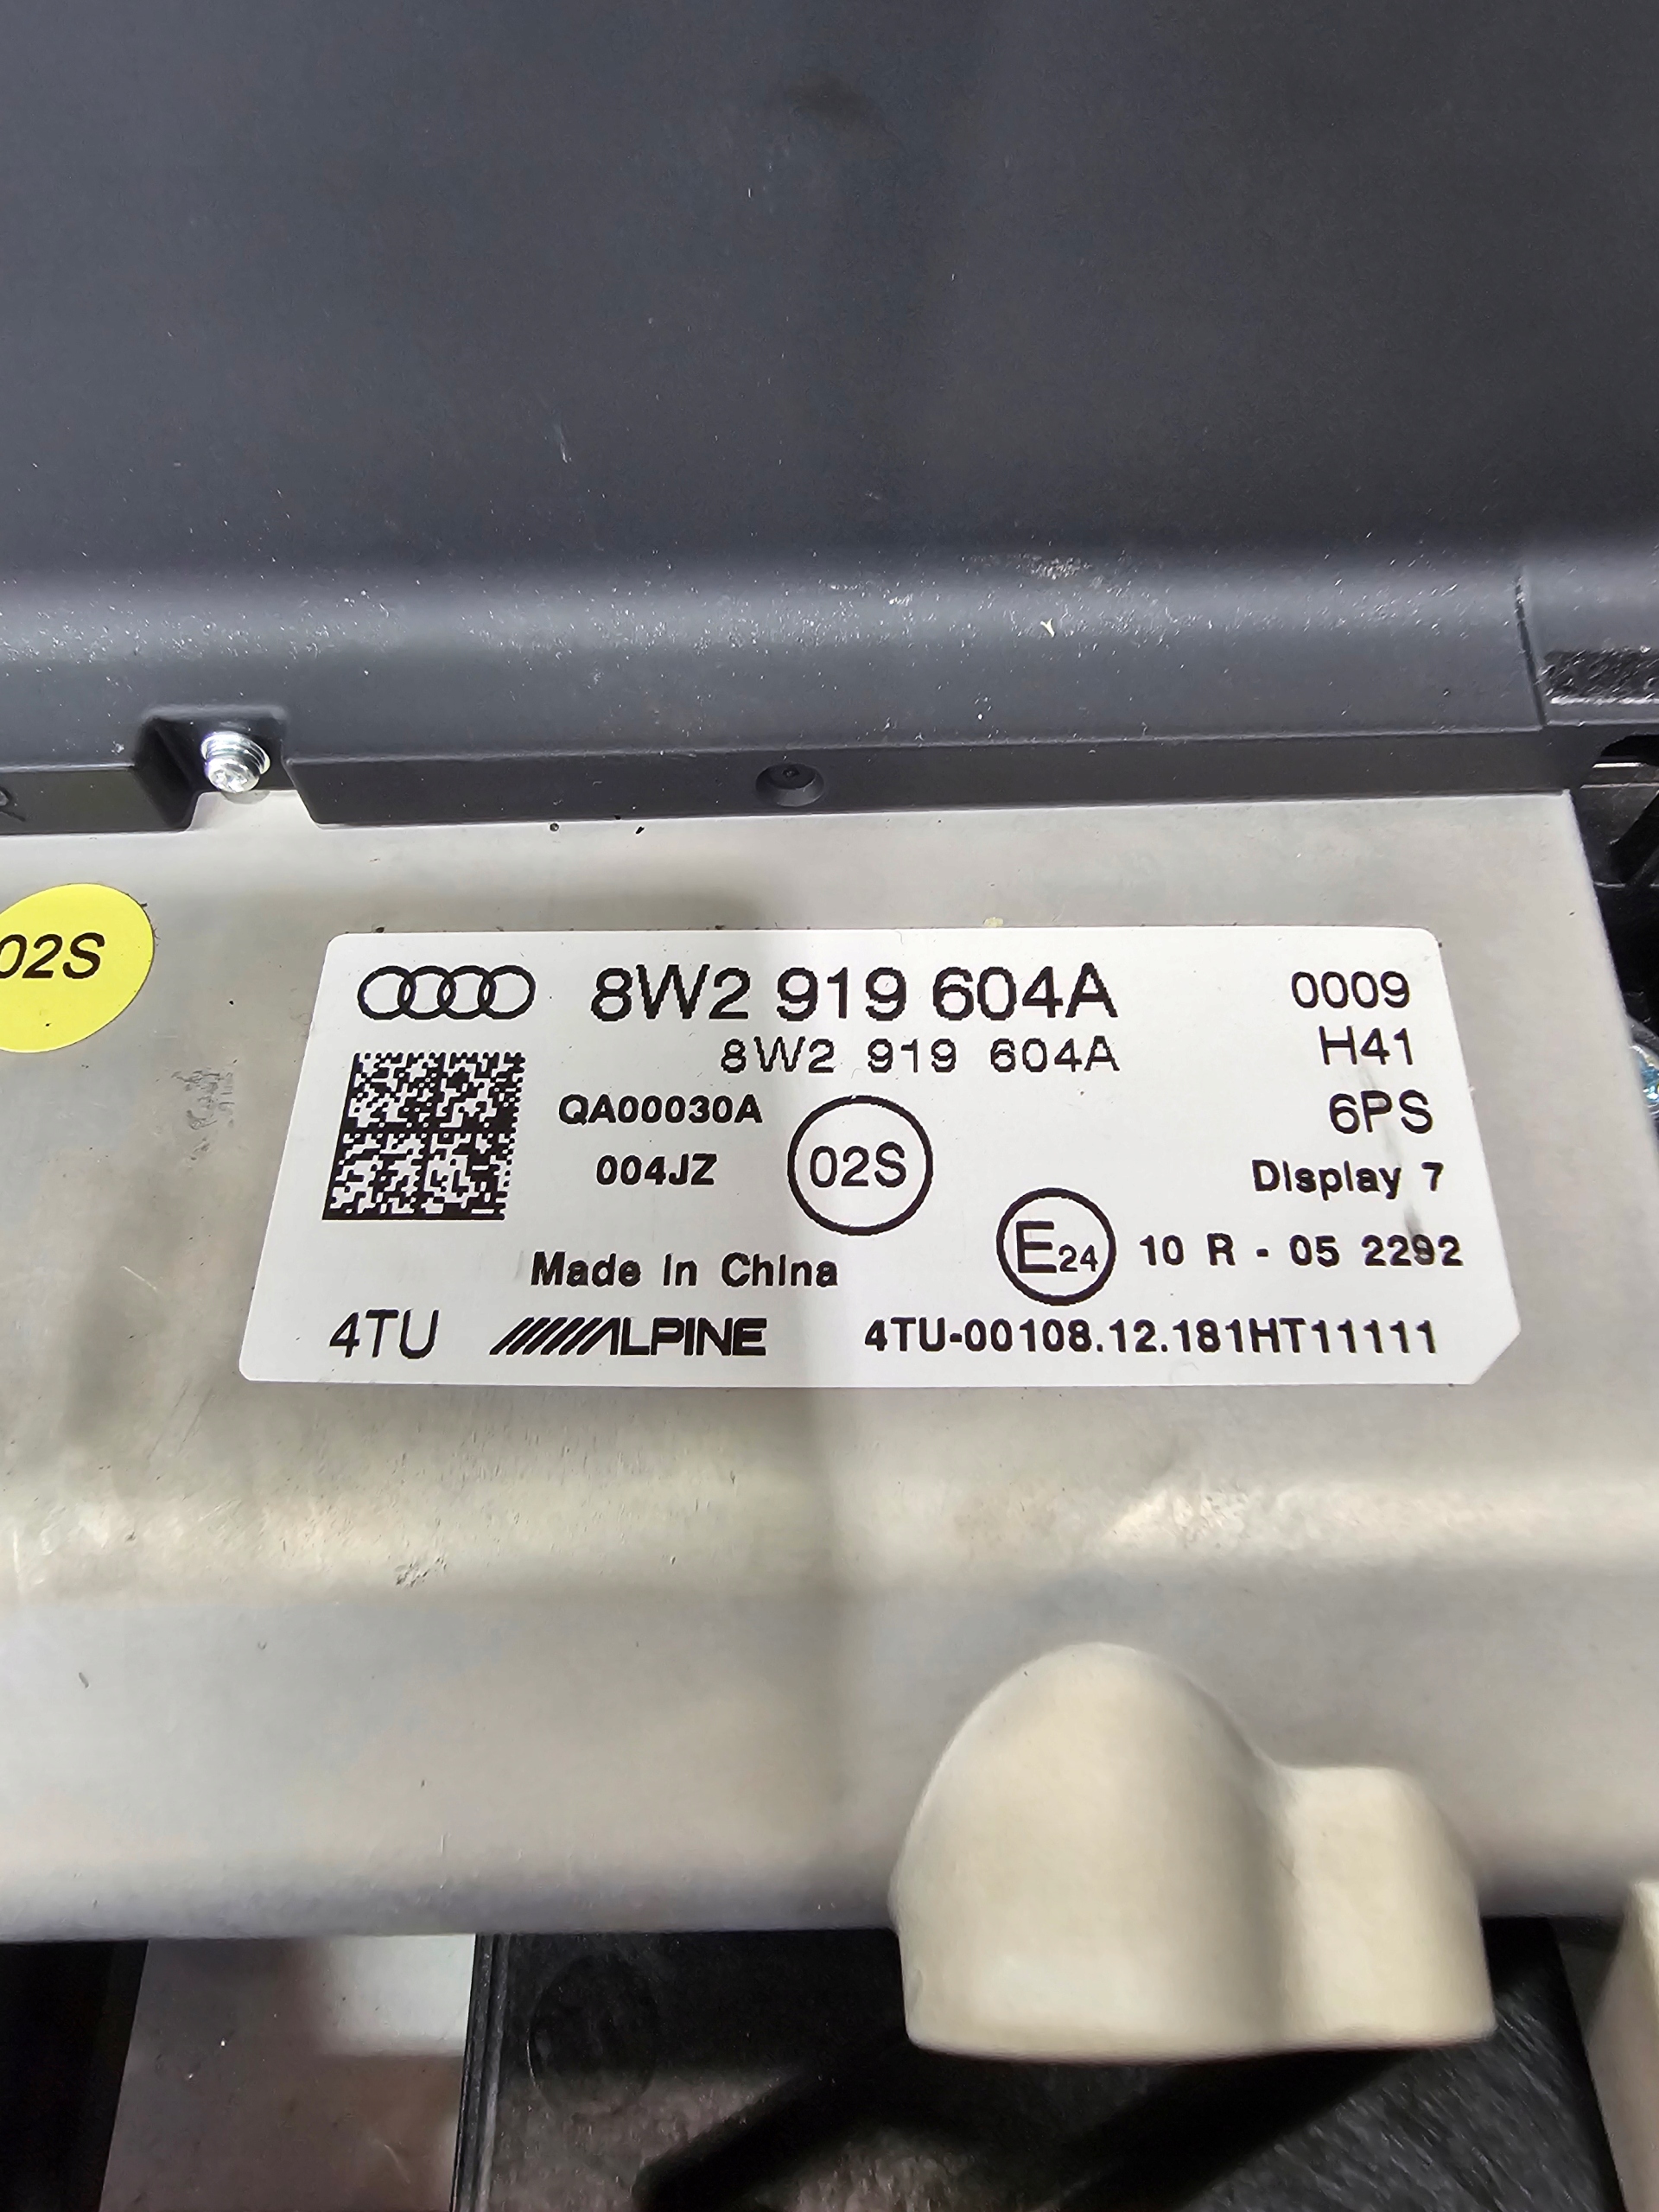 02S
8W2 919 604A 0009
8W2 919 604A H41
QA00030A 6PS
004JZ 02S Display 7
E24 10 R - 05 2292
Made in China
4TU ALPINE 4TU-00108.12.181HT11111